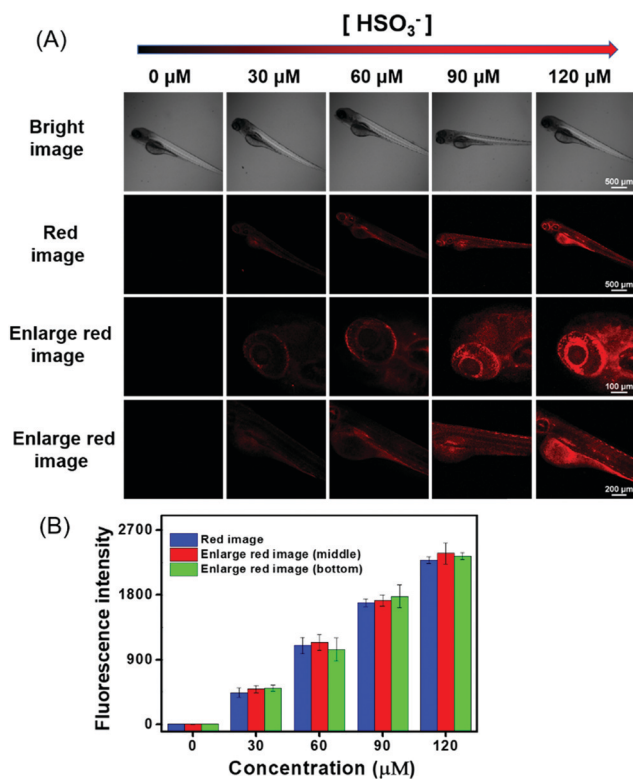 (A)
[ HSO₃⁻ ]
0 µM 30 µM 60 µM 90 µM 120 µM
Bright
image
500 µm
Red
image
500 µm
Enlarge red
image
100 µm
Enlarge red
image
200 µm
(B)
Fluorescence intensity
2700
1800
900
0
Red image
Enlarge red image (middle)
Enlarge red image (bottom)
0 30 60 90 120
Concentration (µM)